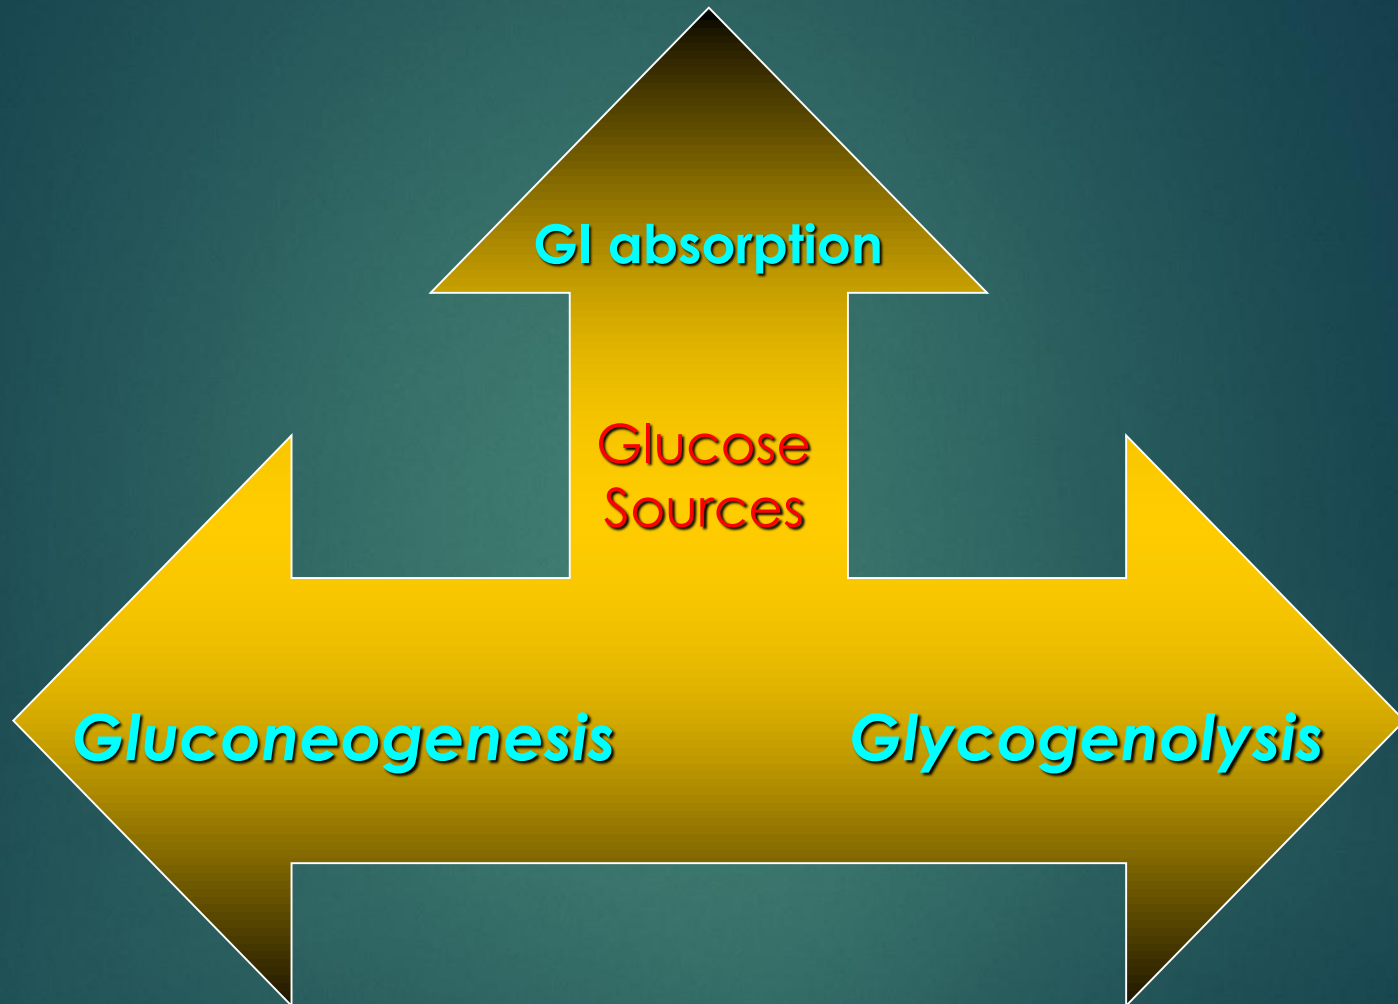 GI absorption
Glucose
Sources
Gluconeogenesis
Glycogenolysis